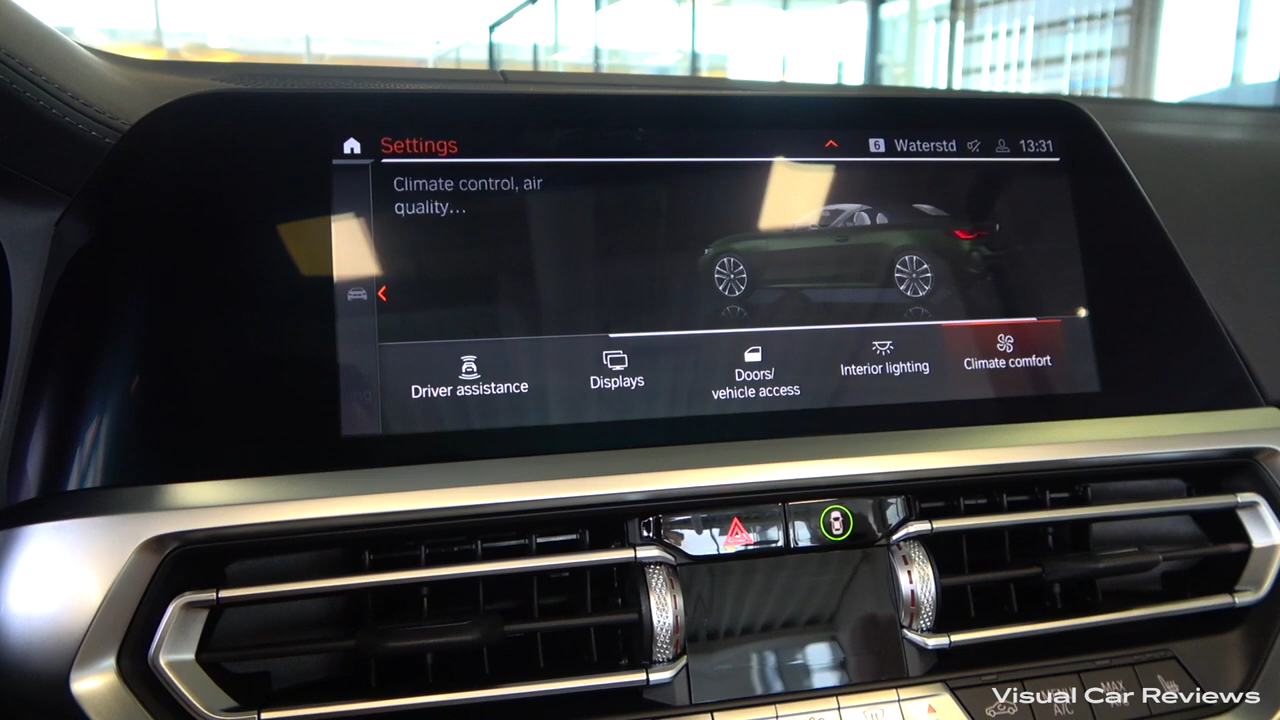 Settings
6 Waterstd 13:31
Climate control, air
quality...
Driver assistance
Displays
Doors/
vehicle access
Interior lighting
Climate comfort
A/C
MAX
Visual Car Reviews